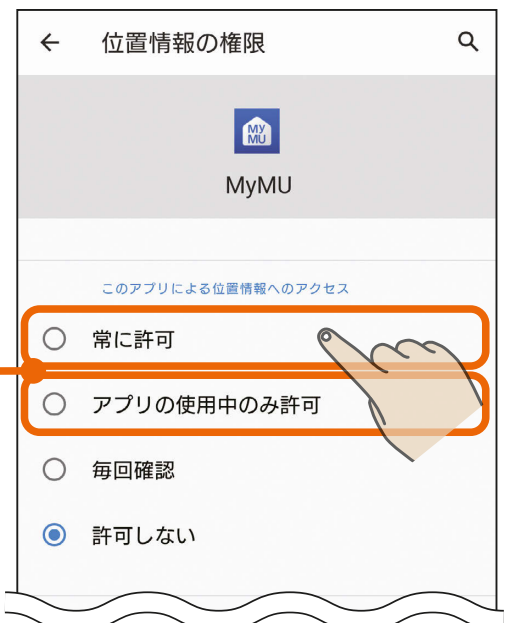 位置情報の権限
MY
MU
MyMU
このアプリによる位置情報へのアクセス
常に許可
アプリの使用中のみ許可
毎回確認
許可しない